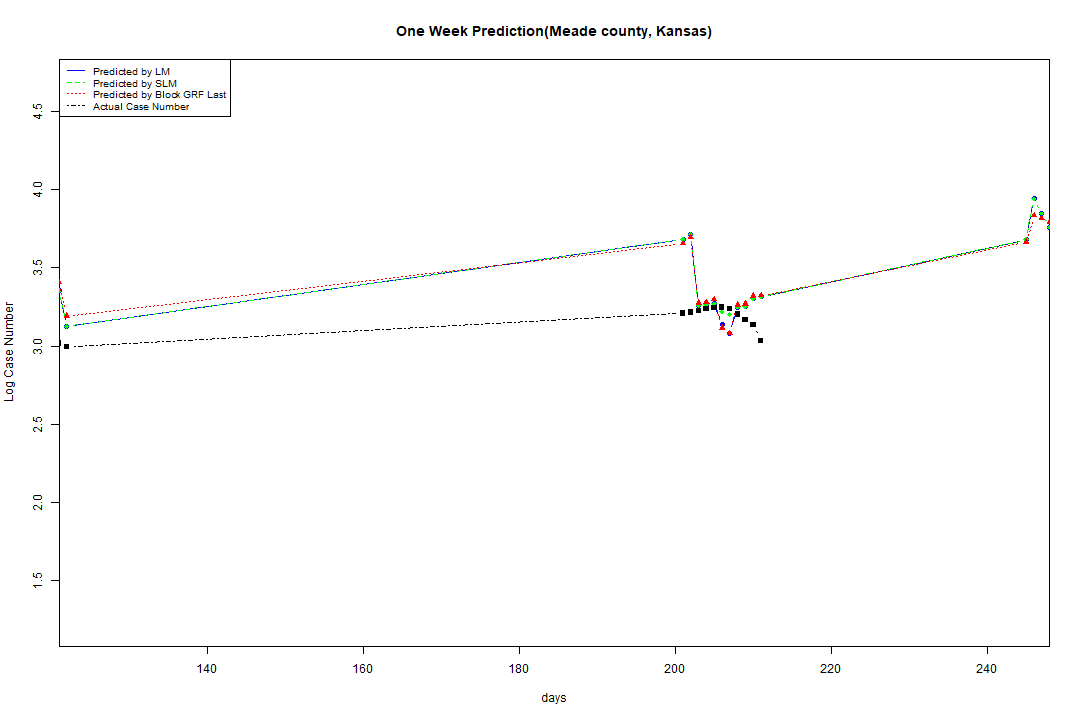 One Week Prediction(Meade county, Kansas)
Predicted by LM
Predicted by SLM
Predicted by Block GRF Last
Actual Case Number
4.5
4.0
3.5
3.0
2.5
2.0
1.5
Log Case Number
140 160 180 200 220 240
days